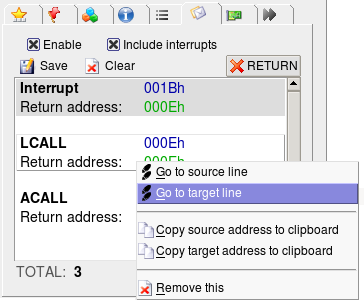 Enable Include interrupts
Save Clear RETURN
Interrupt 001Bh
Return address: 000Eh
LCALL 000Eh
Return address:
Go to source line
Go to target line
ACALL
Return address:
Copy source address to clipboard
Copy target address to clipboard
TOTAL: 3
Remove this